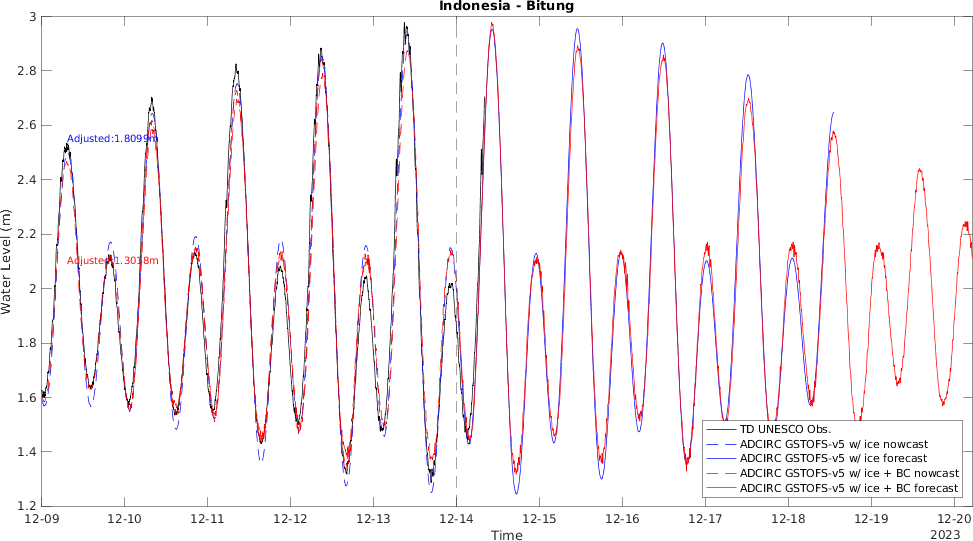 Indonesia - Bitung
Water Level (m)
3
2.8
2.6
2.4
2.2
2
1.8
1.6
1.4
1.2
Adjusted:1.8099m
Adjusted:1.3018m
TD UNESCO Obs.
ADCIRC GSTOFS-v5 w/ ice nowcast
ADCIRC GSTOFS-v5 w/ ice forecast
ADCIRC GSTOFS-v5 w/ ice + BC nowcast
ADCIRC GSTOFS-v5 w/ ice + BC forecast
12-09 12-10 12-11 12-12 12-13 12-14 12-15 12-16 12-17 12-18 12-19 12-20
Time
2023